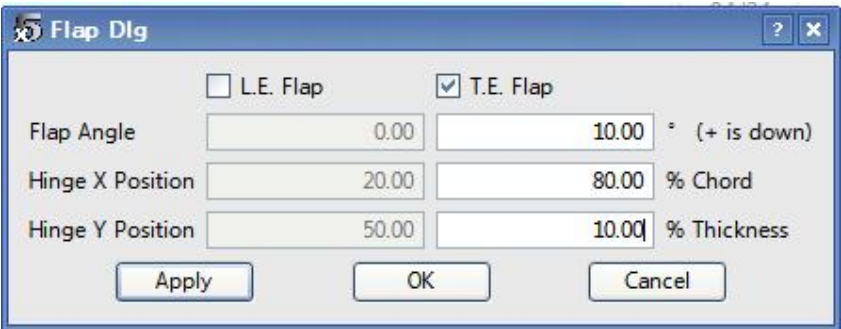 Flap Dlg
L.E. Flap T.E. Flap
Flap Angle 0.00 10.00 ° (+ is down)
Hinge X Position 20.00 80.00 % Chord
Hinge Y Position 50.00 10.00 % Thickness
Apply OK Cancel